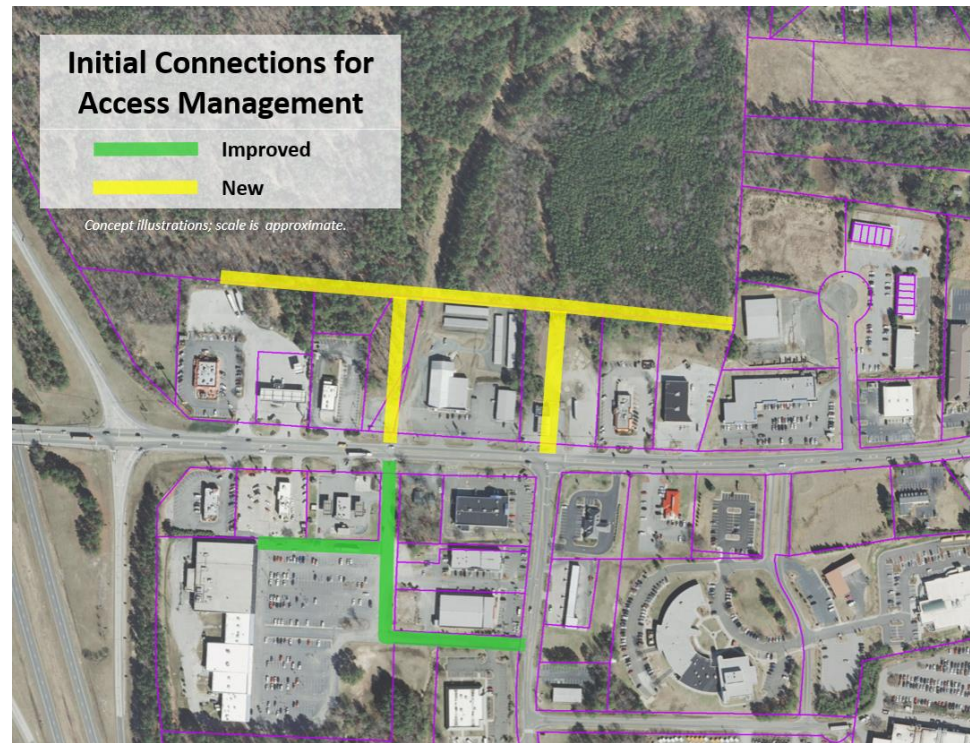 Initial Connections for
Access Management
Improved
New
Concept illustrations; scale is approximate.